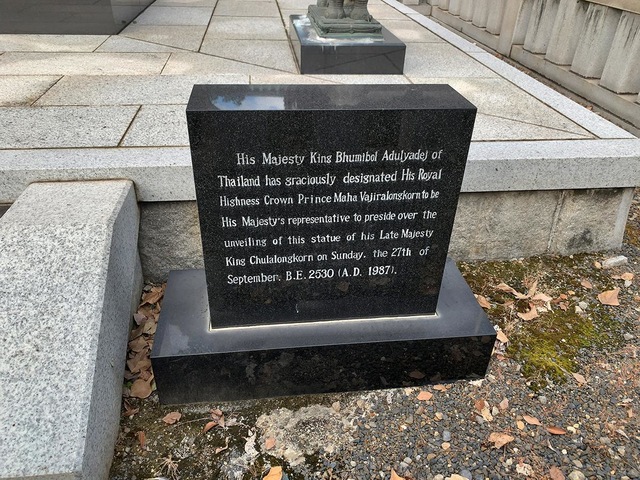 His Majesty King Bhumibol Adulyadej of
Thailand has graciously designated His Royal
Highness Crown Prince Maha Vajiralongkorn to be
His Majesty's representative to preside over the
unveiling of this statue of his Late Majesty
King Chulalongkorn on Sunday, the 27th of
September, B.E. 2530 (A.D. 1987).